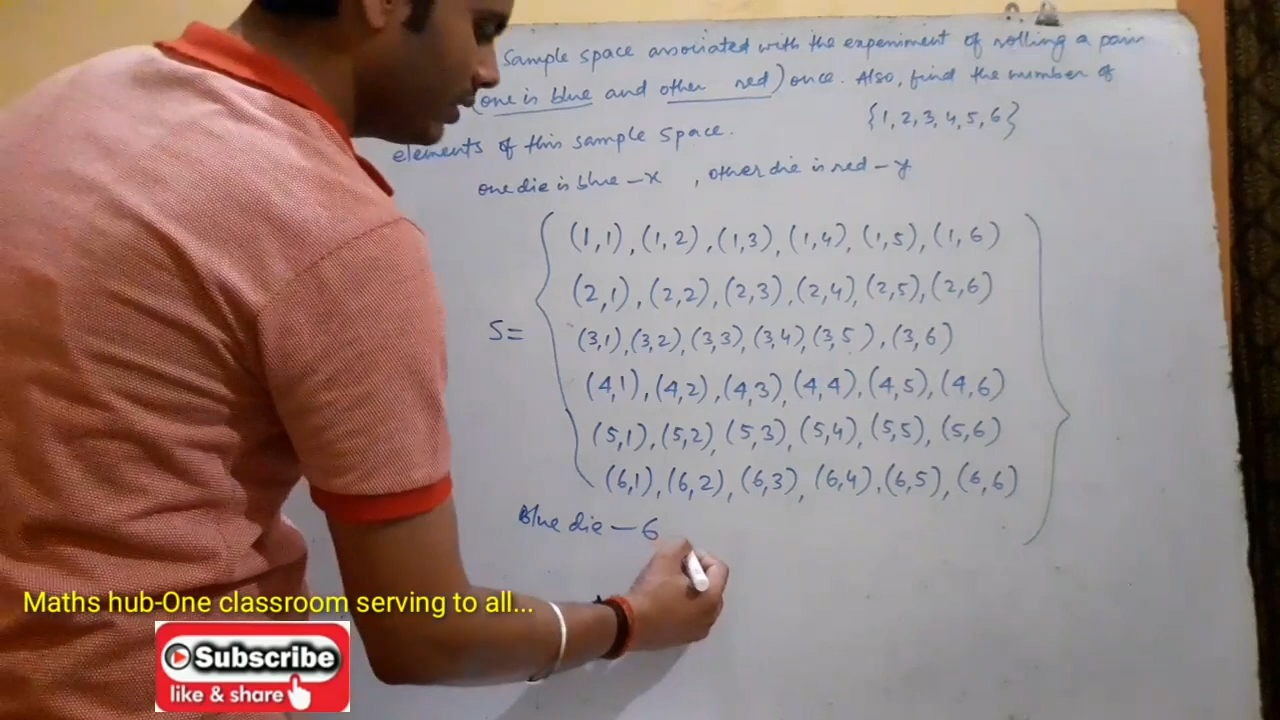 Sample space associated with the experiment of rolling a pair
(one is blue and other red) once. Also, find the number of
elements of this sample space.
{1,2,3,4,5,6}
one die is blue - x , other die is red - y
S=
(1,1), (1,2), (1,3), (1,4), (1,5), (1,6)
(2,1), (2,2), (2,3), (2,4), (2,5), (2,6)
(3,1), (3,2), (3,3), (3,4), (3,5), (3,6)
(4,1), (4,2), (4,3), (4,4), (4,5), (4,6)
(5,1), (5,2), (5,3), (5,4), (5,5), (5,6)
(6,1), (6,2), (6,3), (6,4), (6,5), (6,6)
Blue die - 6
Maths hub-One classroom serving to all...
Subscribe
like & share